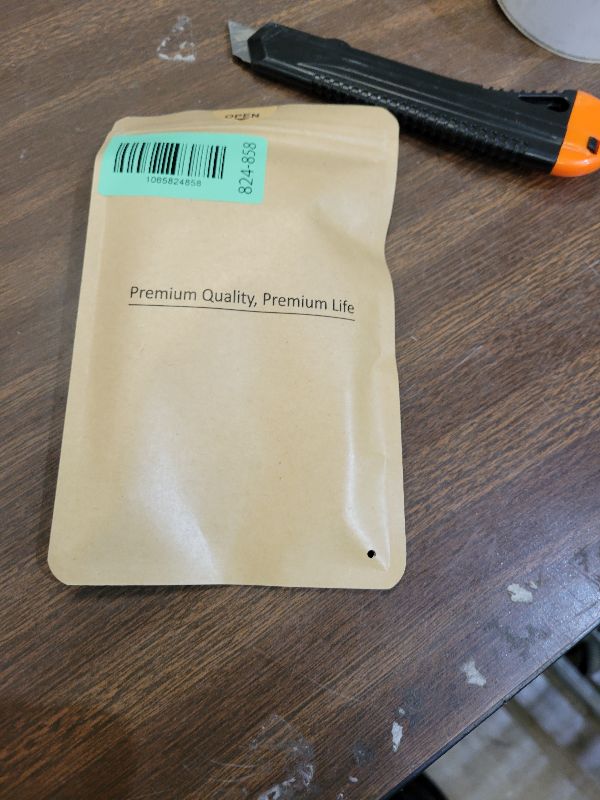 OPEN
1065824858
824-858
Premium Quality, Premium Life